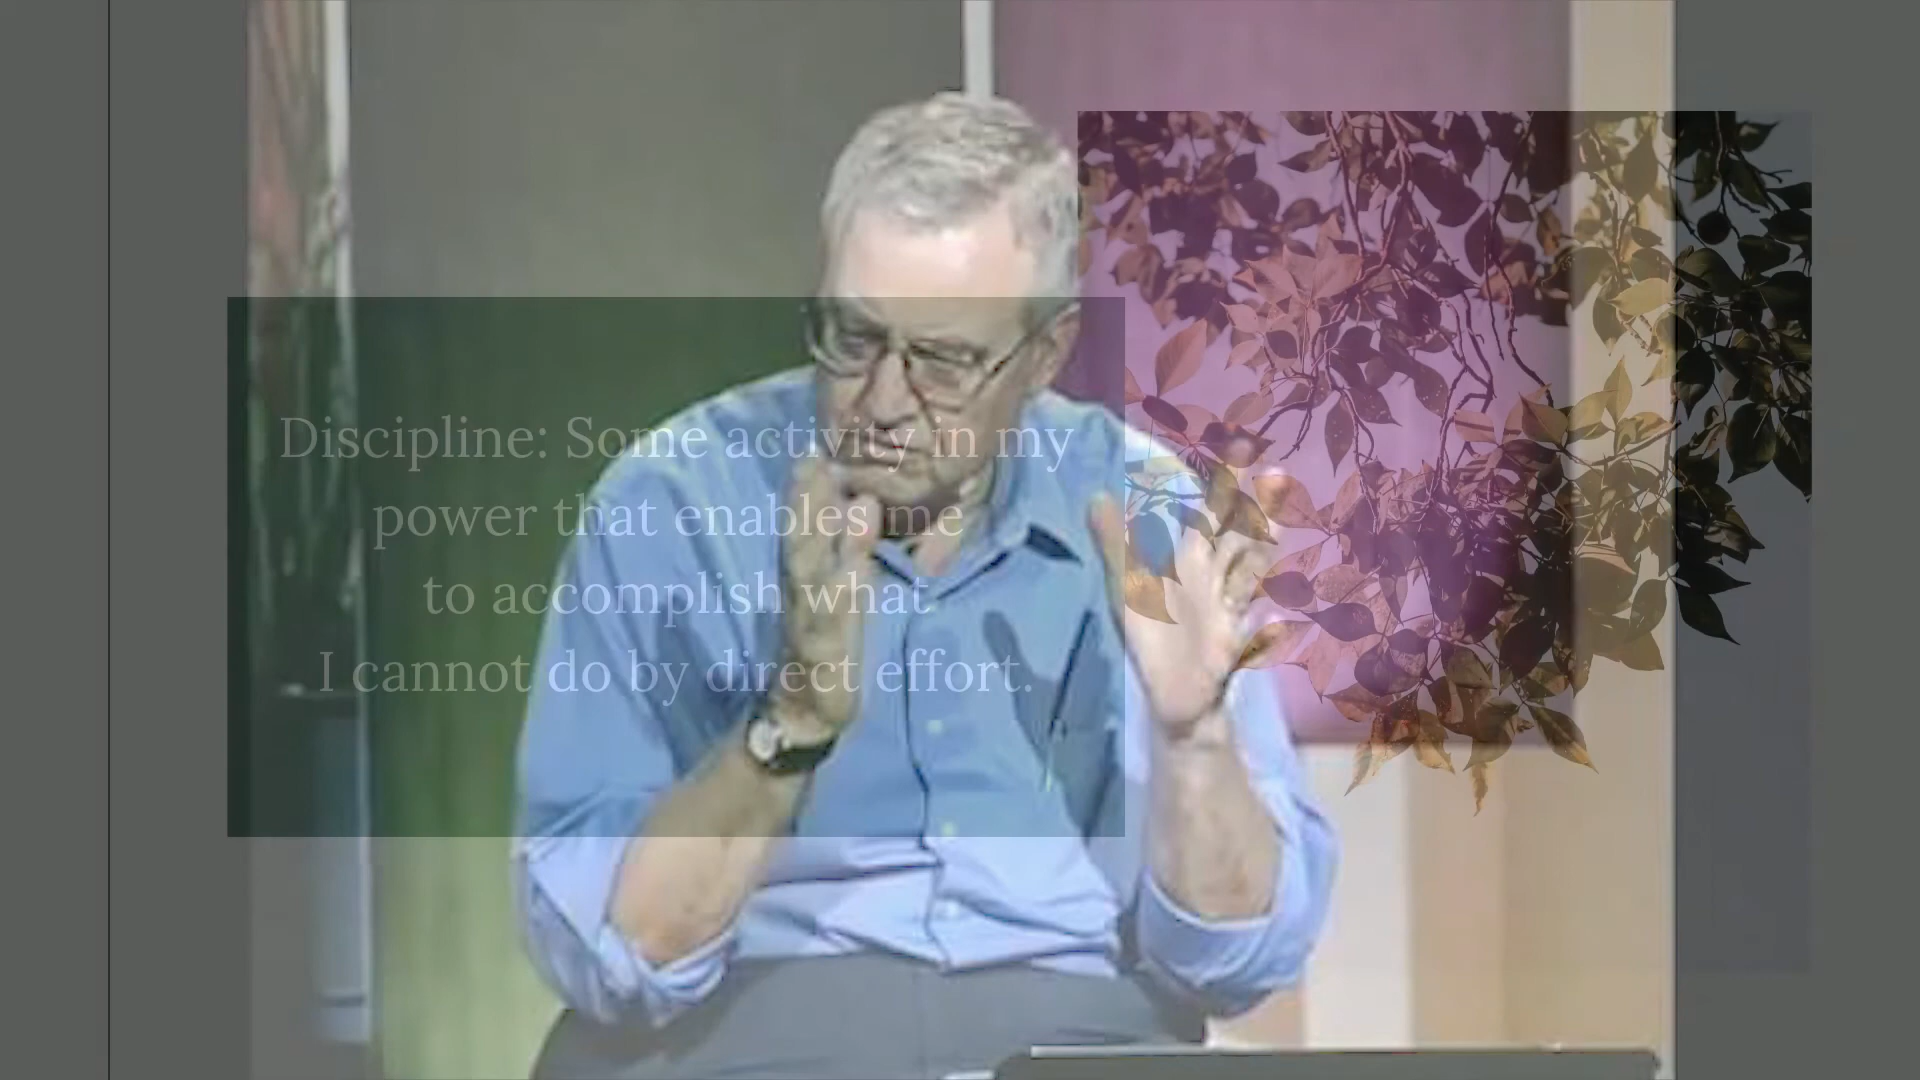 Discipline: Some activity in my
power that enables me
to accomplish what
I cannot do by direct effort.